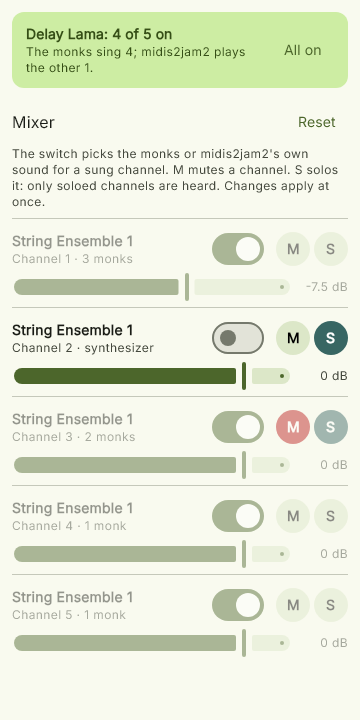 Delay Lama: 4 of 5 on
The monks sing 4; midis2jam2 plays
the other 1.
All on
Mixer
Reset
The switch picks the monks or midis2jam2's own
sound for a sung channel. M mutes a channel. S solos
it: only soloed channels are heard. Changes apply at
once.
String Ensemble 1
Channel 1 · 3 monks
M S
-7.5 dB
String Ensemble 1
Channel 2 · synthesizer
M S
0 dB
String Ensemble 1
Channel 3 · 2 monks
M S
0 dB
String Ensemble 1
Channel 4 · 1 monk
M S
0 dB
String Ensemble 1
Channel 5 · 1 monk
M S
0 dB